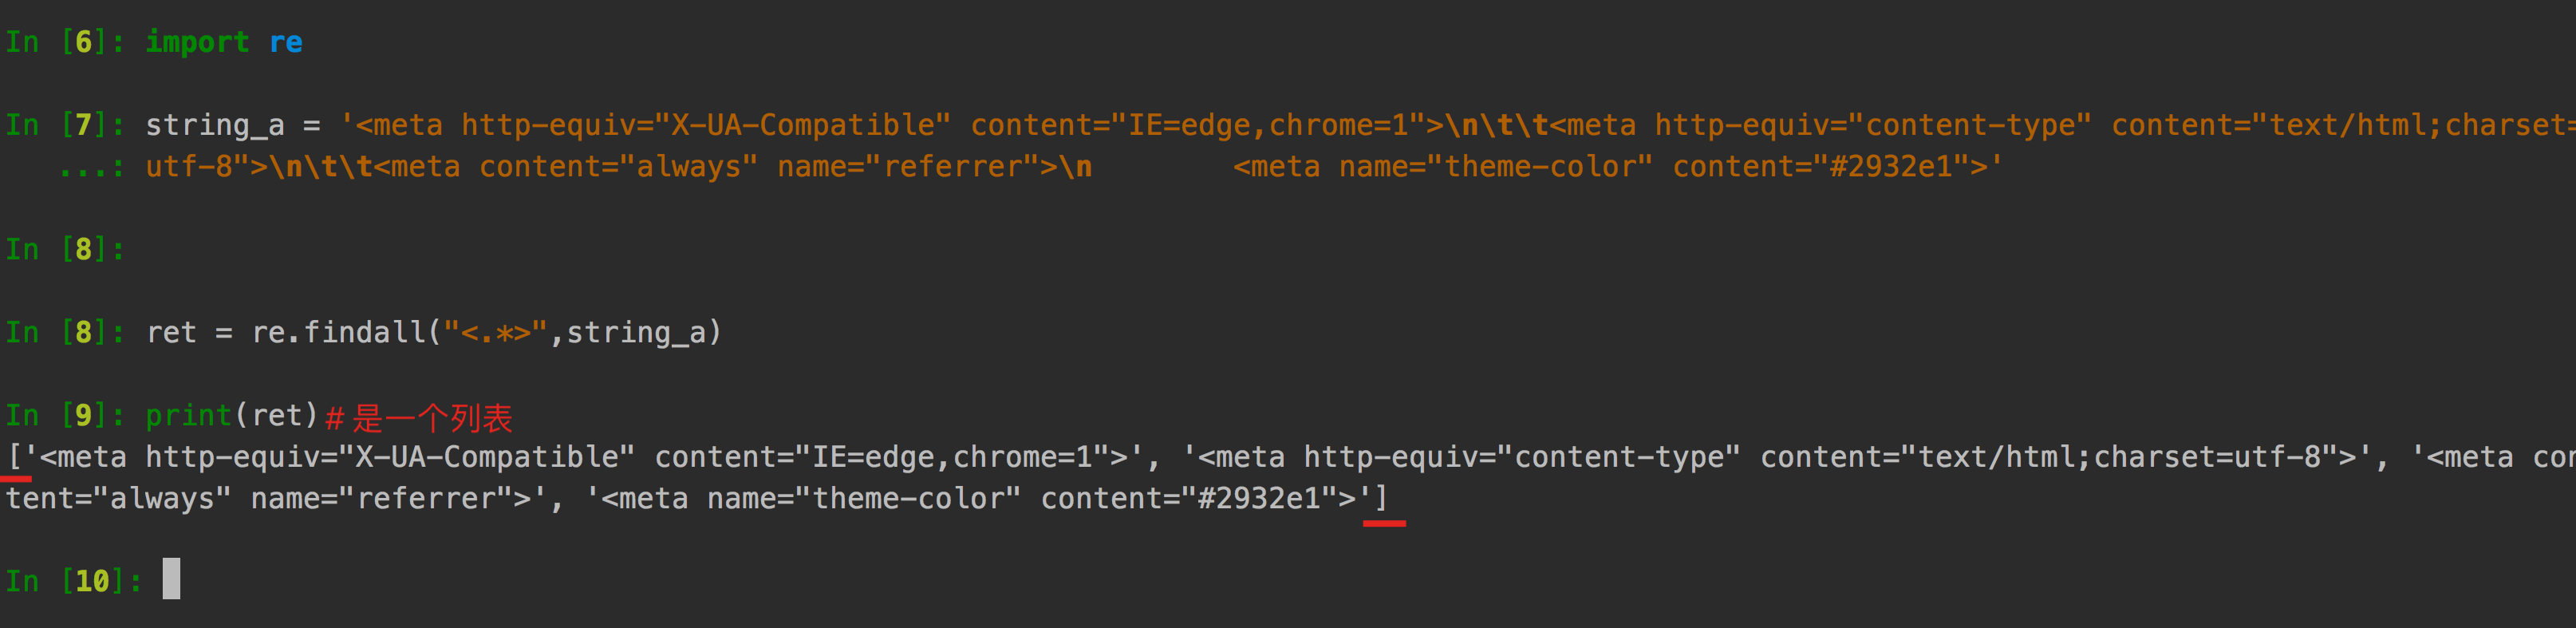 In [6]: import re
In [7]: string_a = '<meta http-equiv="X-UA-Compatible" content="IE=edge,chrome=1">\n\t\t<meta http-equiv="content-type" content="text/html;charset=
...: utf-8">\n\t\t<meta content="always" name="referrer">\n        <meta name="theme-color" content="#2932e1">'
In [8]:
In [8]: ret = re.findall("<.*>",string_a)
In [9]: print(ret) # 是一个列表
['<meta http-equiv="X-UA-Compatible" content="IE=edge,chrome=1">', '<meta http-equiv="content-type" content="text/html;charset=utf-8">', '<meta con
tent="always" name="referrer">', '<meta name="theme-color" content="#2932e1">']
In [10]: